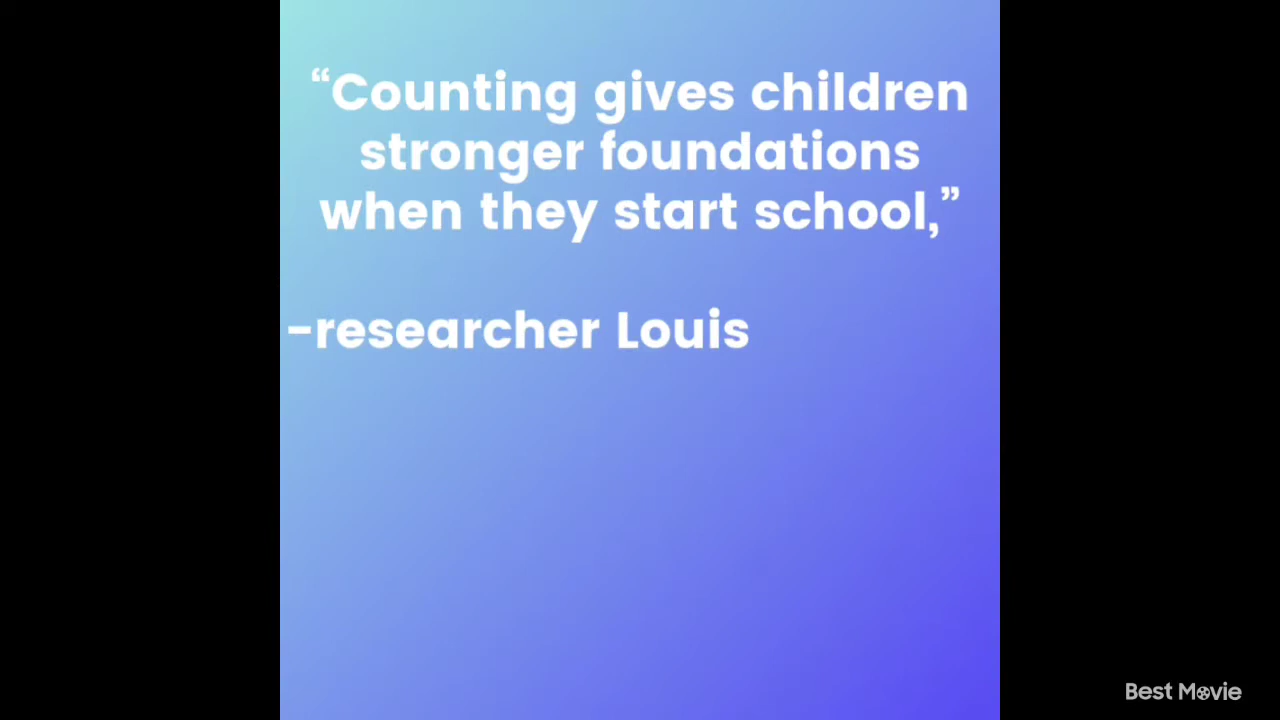 “Counting gives children
stronger foundations
when they start school,”
-researcher Louis
Best Movie